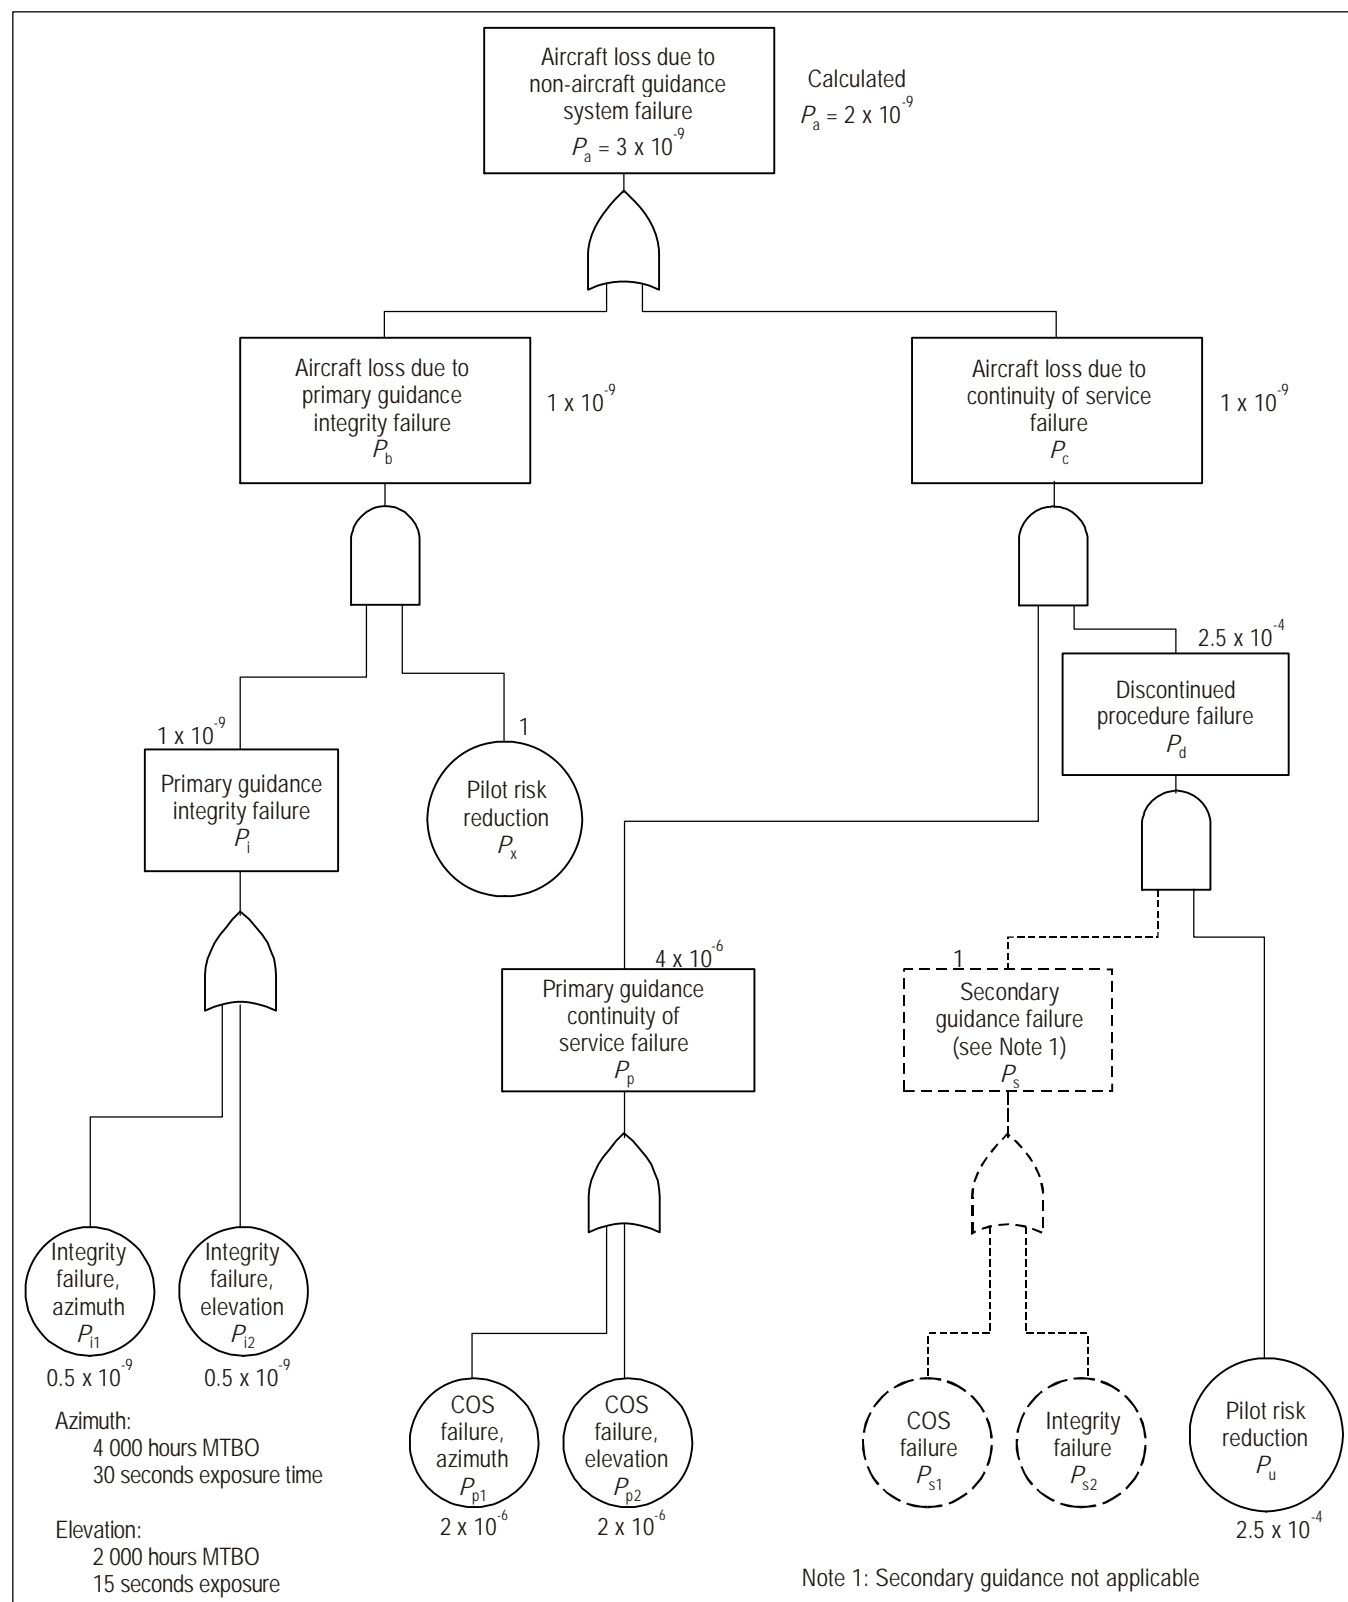 Aircraft loss due to
non-aircraft guidance
system failure
Pa = 3 x 10-9
Calculated
Pa = 2 x 10-9
Aircraft loss due to
primary guidance
integrity failure
Pb
1 x 10-9
Aircraft loss due to
continuity of service
failure
Pc
1 x 10-9
2.5 x 10-4
Discontinued
procedure failure
Pd
1 x 10-9
Primary guidance
integrity failure
Pi
1
Pilot risk
reduction
Px
4 x 10-6
Primary guidance
continuity of
service failure
Pp
1
Secondary
guidance failure
(see Note 1)
Ps
Integrity
failure,
azimuth
Pi1
0.5 x 10-9
Integrity
failure,
elevation
Pi2
0.5 x 10-9
COS
failure,
azimuth
Pp1
2 x 10-6
COS
failure,
elevation
Pp2
2 x 10-6
COS
failure
Ps1
Integrity
failure
Ps2
Pilot risk
reduction
Pu
2.5 x 10-4
Azimuth:
4 000 hours MTBO
30 seconds exposure time
Elevation:
2 000 hours MTBO
15 seconds exposure
Note 1: Secondary guidance not applicable